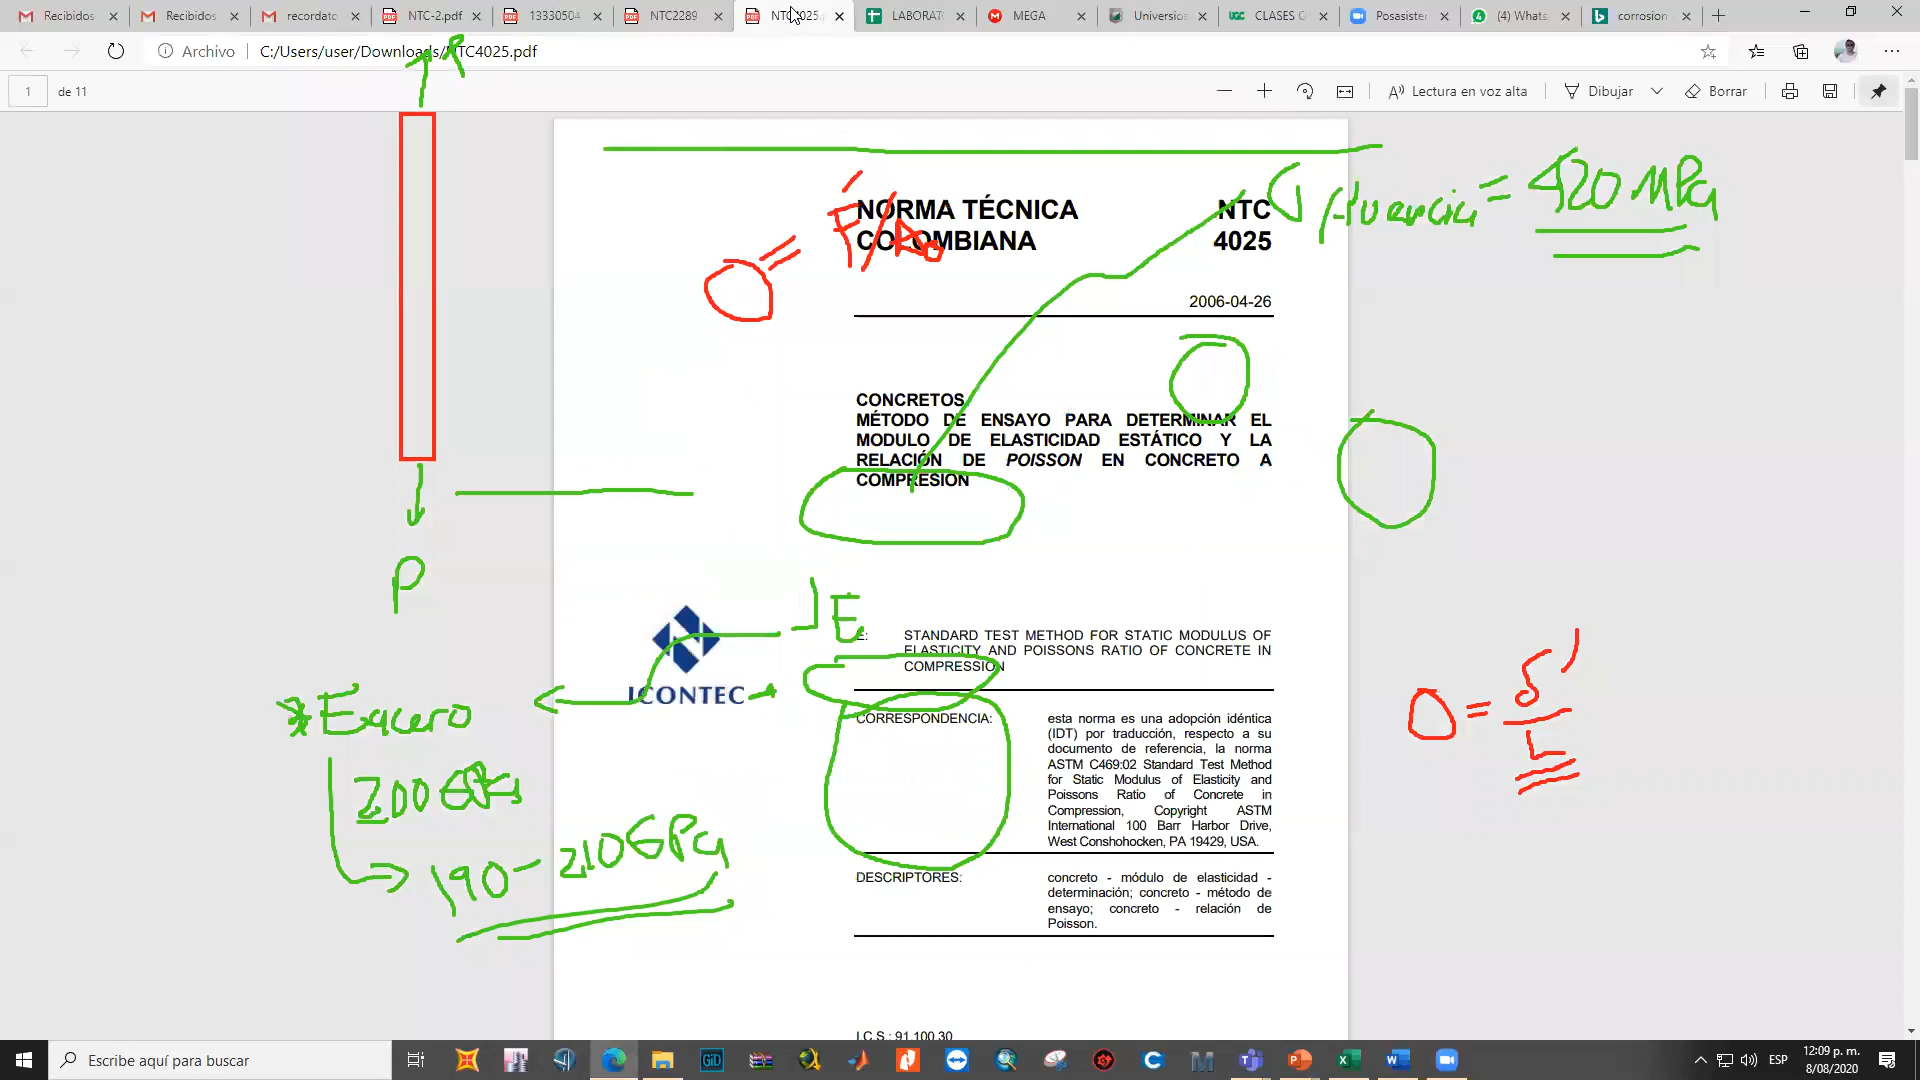 Recibidos
Recibidos
recordato
NTC-2.pdf
13330504
NTC2289
NTC4025.
LABORAT
MEGA
Universida
CLASES
Posasister
(4) Whats
corrosion
Archivo
C:/Users/user/Downloads/NTC4025.pdf
1
de 11
Lectura en voz alta
Dibujar
Borrar
P
NORMA TÉCNICA
COLOMBIANA
NTC
4025
σ fluencia = 420 MPa
σ = F/A₀
2006-04-26
CONCRETOS.
MÉTODO DE ENSAYO PARA DETERMINAR EL
MODULO DE ELASTICIDAD ESTÁTICO Y LA
RELACIÓN DE POISSON EN CONCRETO A
COMPRESION
P
E
E:
STANDARD TEST METHOD FOR STATIC MODULUS OF
ELASTICITY AND POISSONS RATIO OF CONCRETE IN
COMPRESSION
ICONTEC
* Eacero
200 GPa
190 - 210 GPa
CORRESPONDENCIA:
esta norma es una adopción idéntica
(IDT) por traducción, respecto a su
documento de referencia, la norma
ASTM C469:02 Standard Test Method
for Static Modulus of Elasticity and
Poissons Ratio of Concrete in
Compression, Copyright ASTM
International 100 Barr Harbor Drive,
West Conshohocken, PA 19429, USA.
= δ
L
DESCRIPTORES:
concreto - módulo de elasticidad -
determinación; concreto - método de
ensayo; concreto - relación de
Poisson.
I.C.S.: 91.100.30
Escribe aquí para buscar
GiD
ESP
12:09 p. m.
8/08/2020